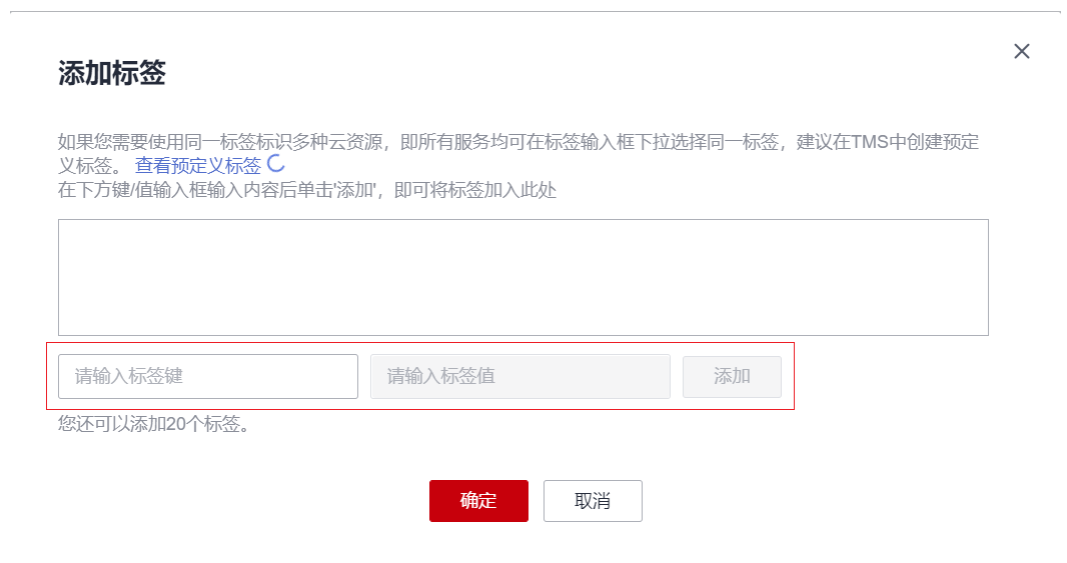 添加标签
如果您需要使用同一标签标识多种云资源，即所有服务均可在标签输入框下拉选择同一标签，建议在TMS中创建预定
义标签。 查看预定义标签
在下方键/值输入框输入内容后单击'添加'，即可将标签加入此处
请输入标签键 请输入标签值 添加
您还可以添加20个标签。
确定 取消